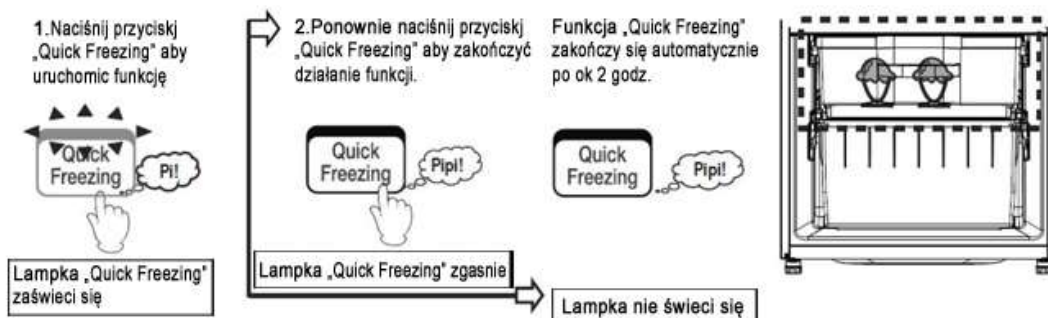 1.Naciśnij przyciskj
„Quick Freezing” aby
uruchomic funkcję
Quick
Freezing
Pi!
Lampka „Quick Freezing”
zaświeci się
2.Ponownie naciśnij przyciskj
„Quick Freezing” aby zakończyć
działanie funkcji.
Quick
Freezing
Pipi!
Lampka „Quick Freezing” zgasnie
Funkcja „Quick Freezing”
zakończy się automatycznie
po ok 2 godz.
Quick
Freezing
Pipi!
Lampka nie świeci się